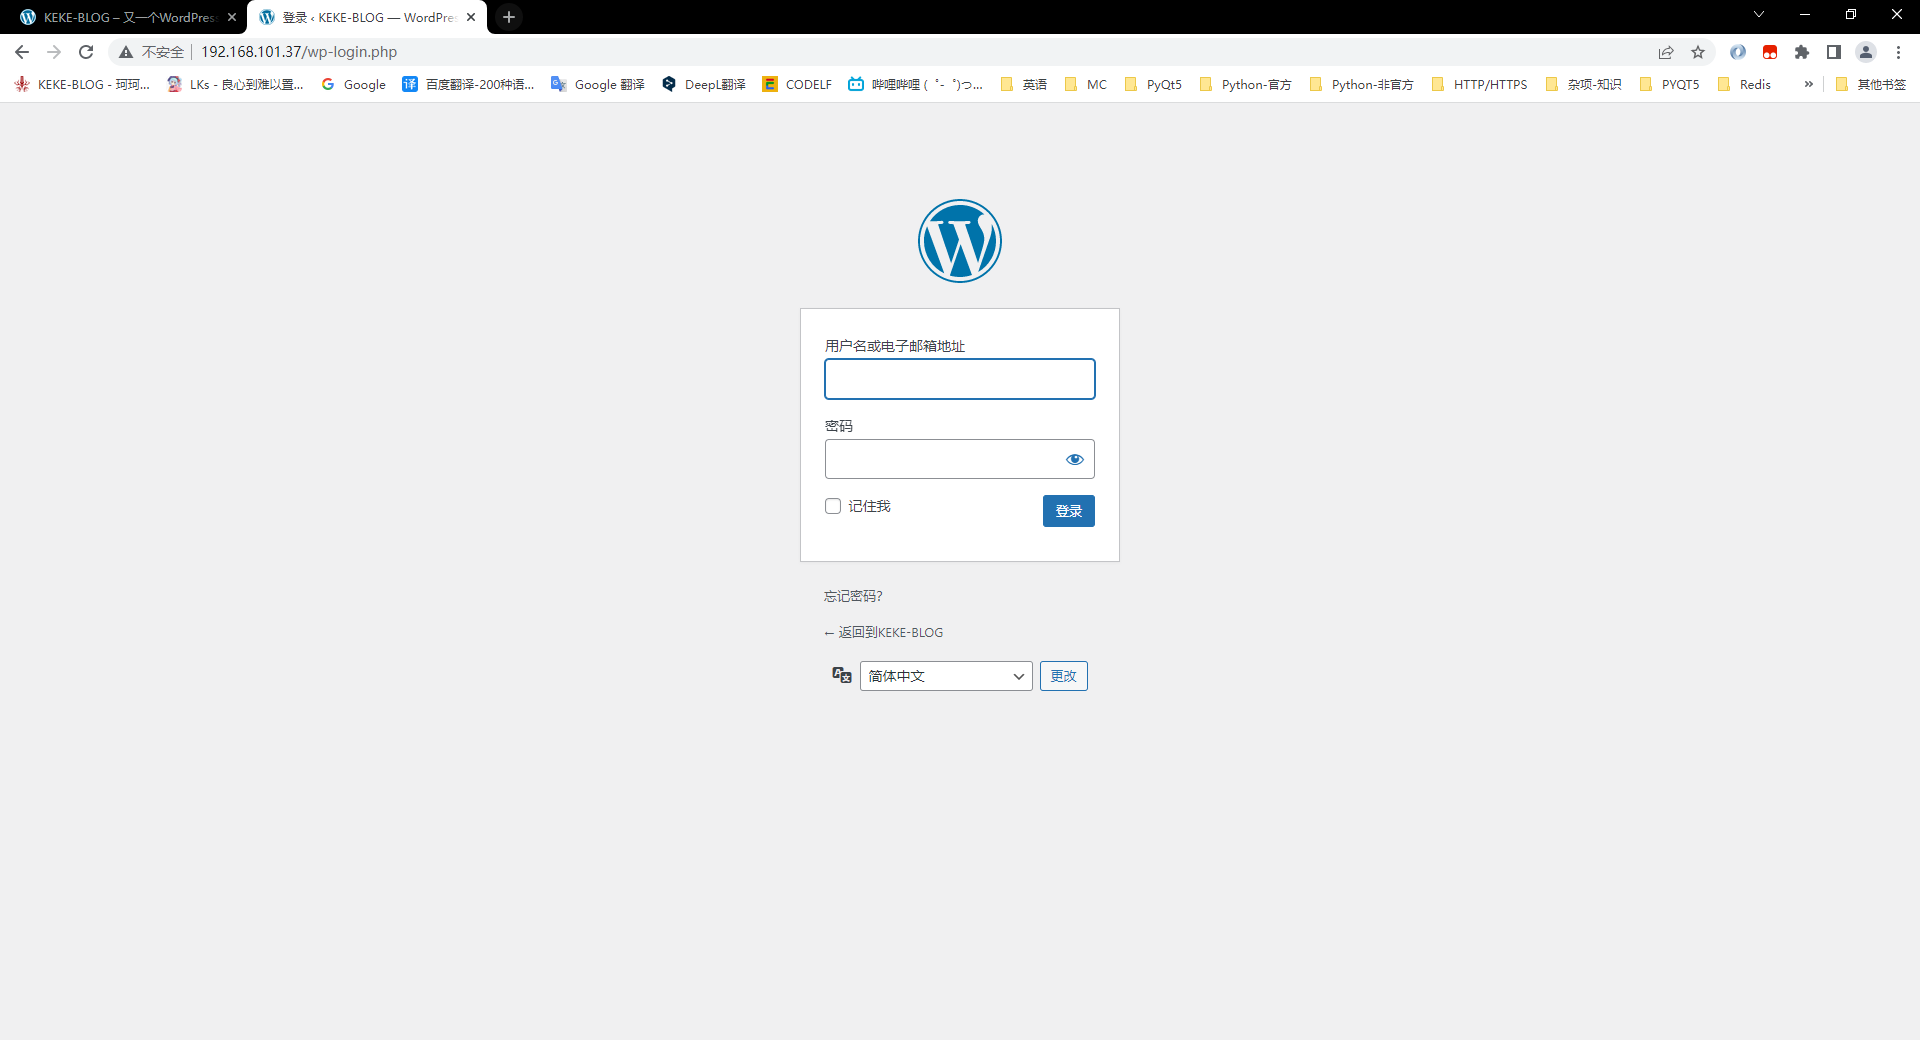 KEKE-BLOG – 又一个WordPres
登录 ‹ KEKE-BLOG — WordPre
不安全 192.168.101.37/wp-login.php
KEKE-BLOG - 珂珂... LKs - 良心到难以置... Google 百度翻译-200种语... Google 翻译 DeepL翻译 CODELF 哔哩哔哩 ( ゜- ゜)つ... 英语 MC PyQt5 Python-官方 Python-非官方 HTTP/HTTPS 杂项-知识 PYQT5 Redis » 其他书签
用户名或电子邮箱地址
密码
记住我 登录
忘记密码?
← 返回到KEKE-BLOG
简体中文 更改